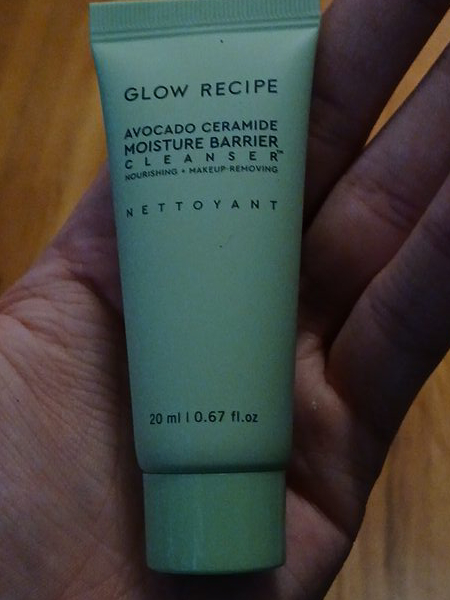 GLOW RECIPE
AVOCADO CERAMIDE
MOISTURE BARRIER
CLEANSER™
NOURISHING + MAKEUP-REMOVING
NETTOYANT
20 ml | 0.67 fl.oz